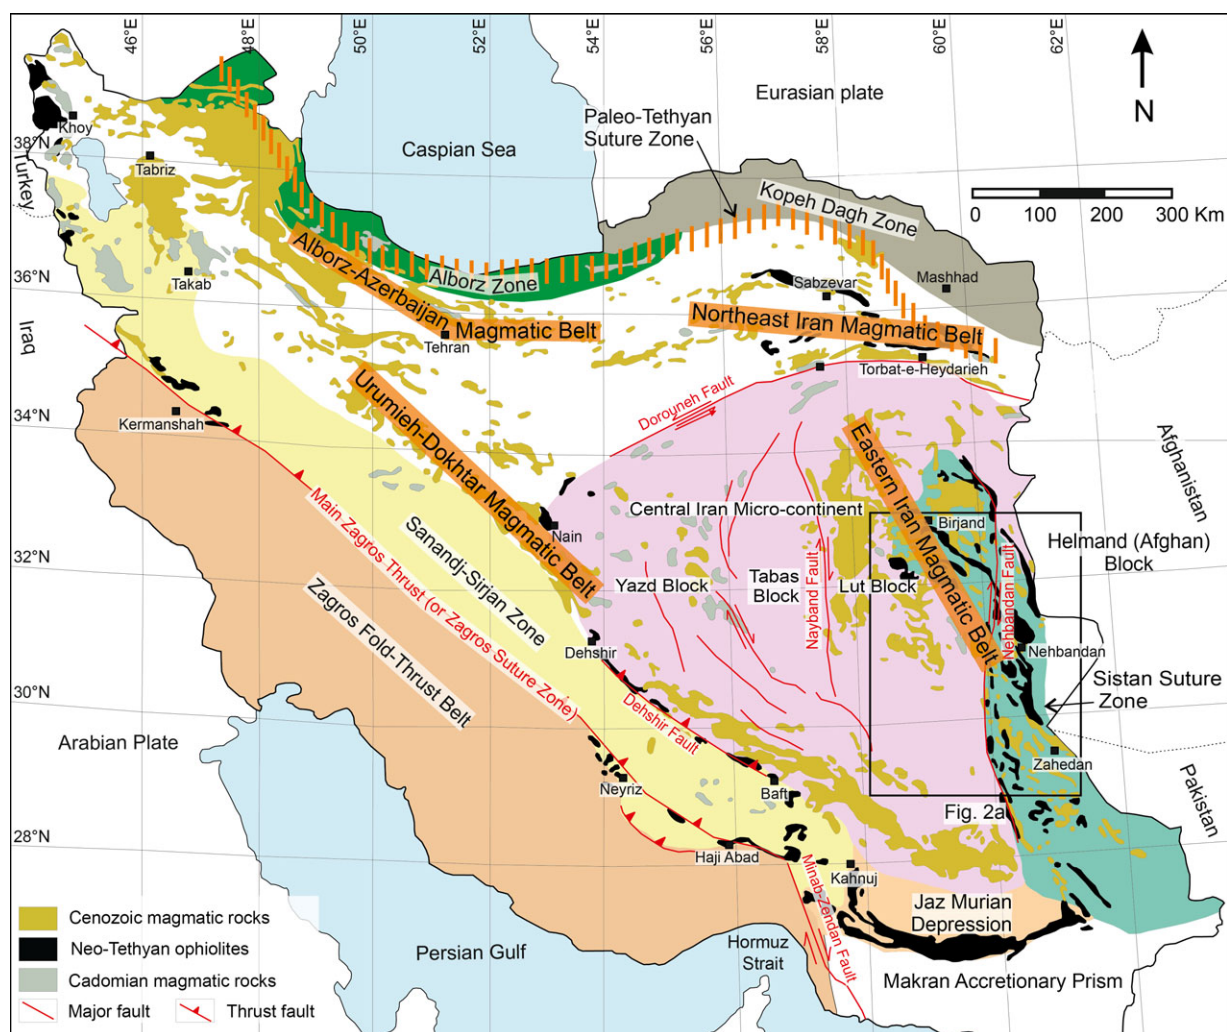 46°E
48°E
50°E
52°E
54°E
56°E
58°E
60°E
62°E
N
Eurasian plate
Paleo-Tethyan
Suture Zone
Caspian Sea
Kopeh Dagh Zone
0 100 200 300 Km
Khoy
38°N
Turkey
Tabriz
Takab
36°N
Alborz-Azerbaijan
Magmatic Belt
Alborz Zone
Tehran
Sabzevar
Mashhad
Northeast Iran Magmatic Belt
Torbat-e-Heydarieh
Iraq
34°N
Kermanshah
Urumieh-Dokhtar Magmatic Belt
Dorouneh Fault
Eastern Iran Magmatic Belt
Afghanistan
Main Zagros Thrust (or Zagros Suture Zone)
Sanandj-Sirjan Zone
Zagros Fold-Thrust Belt
Nain
Central Iran Micro-continent
Birjand
Helmand (Afghan)
Block
32°N
Yazd Block
Tabas
Block
Nayband Fault
Lut Block
Nehbandan Fault
Dehshir
Nehbandan
Sistan Suture
Zone
30°N
Arabian Plate
Dehshir Fault
Zahedan
Neyriz
Baft
Fig. 2a
Pakistan
28°N
Haji Abad
Kahnuj
Minab-Zendan Fault
Jaz Murian
Depression
Persian Gulf
Hormuz
Strait
Makran Accretionary Prism
Cenozoic magmatic rocks
Neo-Tethyan ophiolites
Cadomian magmatic rocks
Major fault
Thrust fault